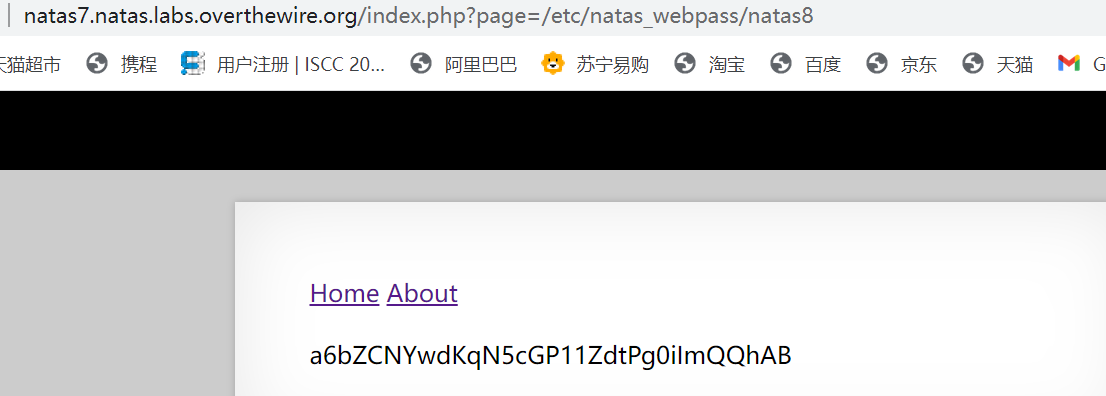 natas7.natas.labs.overthewire.org/index.php?page=/etc/natas_webpass/natas8
天猫超市 携程 用户注册 | ISCC 20... 阿里巴巴 苏宁易购 淘宝 百度 京东 天猫 G
Home About
a6bZCNYwdKqN5cGP11ZdtPg0iImQQhAB